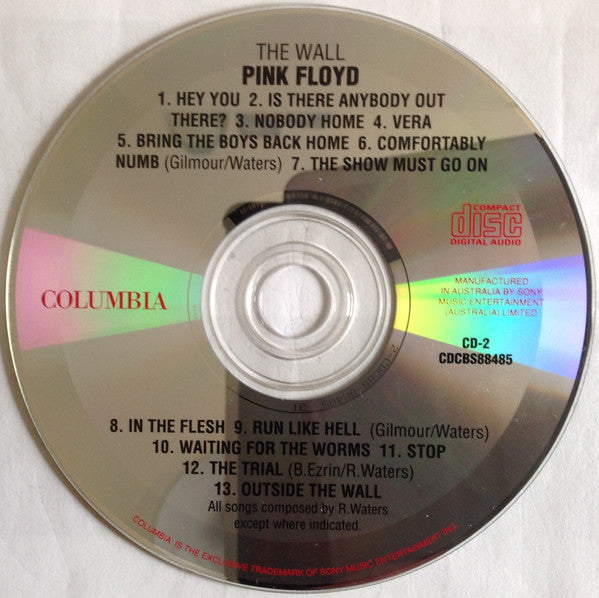 THE WALL
PINK FLOYD
1. HEY YOU 2. IS THERE ANYBODY OUT
THERE? 3. NOBODY HOME 4. VERA
5. BRING THE BOYS BACK HOME 6. COMFORTABLY
NUMB (Gilmour/Waters) 7. THE SHOW MUST GO ON
COMPACT
disc
DIGITAL AUDIO
COLUMBIA
MANUFACTURED
IN AUSTRALIA BY SONY
MUSIC ENTERTAINMENT
(AUSTRALIA) LIMITED
CD-2
CDCBS88485
8. IN THE FLESH 9. RUN LIKE HELL (Gilmour/Waters)
10. WAITING FOR THE WORMS 11. STOP
12. THE TRIAL (B.Ezrin/R.Waters)
13. OUTSIDE THE WALL
All songs composed by R.Waters
except where indicated.
COLUMBIA IS THE EXCLUSIVE TRADEMARK OF SONY MUSIC ENTERTAINMENT INC.